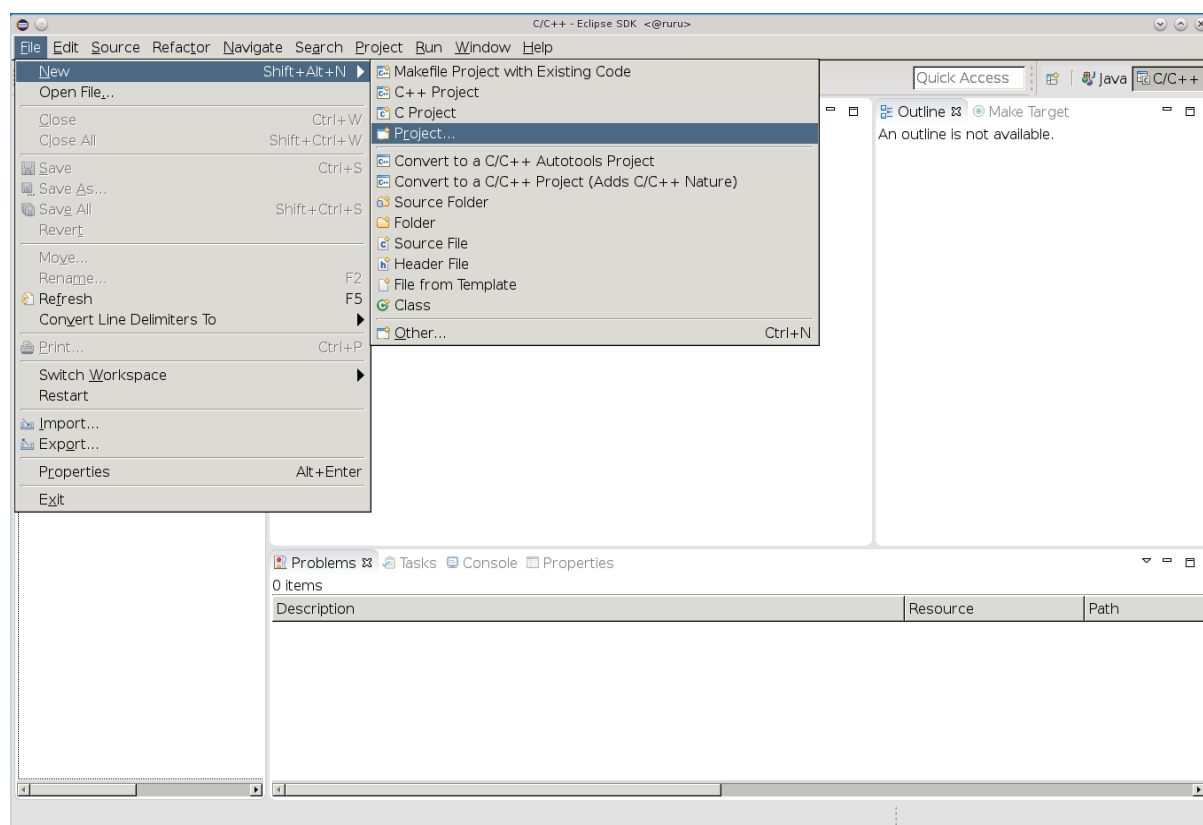 C/C++ - Eclipse SDK <@ruru>
File Edit Source Refactor Navigate Search Project Run Window Help
New Shift+Alt+N
Open File...
Close Ctrl+W
Close All Shift+Ctrl+W
Save Ctrl+S
Save As...
Save All Shift+Ctrl+S
Revert
Move...
Rename... F2
Refresh F5
Convert Line Delimiters To
Print... Ctrl+P
Switch Workspace
Restart
Import...
Export...
Properties Alt+Enter
Exit
Makefile Project with Existing Code
C++ Project
C Project
Project...
Convert to a C/C++ Autotools Project
Convert to a C/C++ Project (Adds C/C++ Nature)
Source Folder
Folder
Source File
Header File
File from Template
Class
Other... Ctrl+N
Quick Access Java C/C++
Outline Make Target
An outline is not available.
Problems Tasks Console Properties
0 items
Description Resource Path